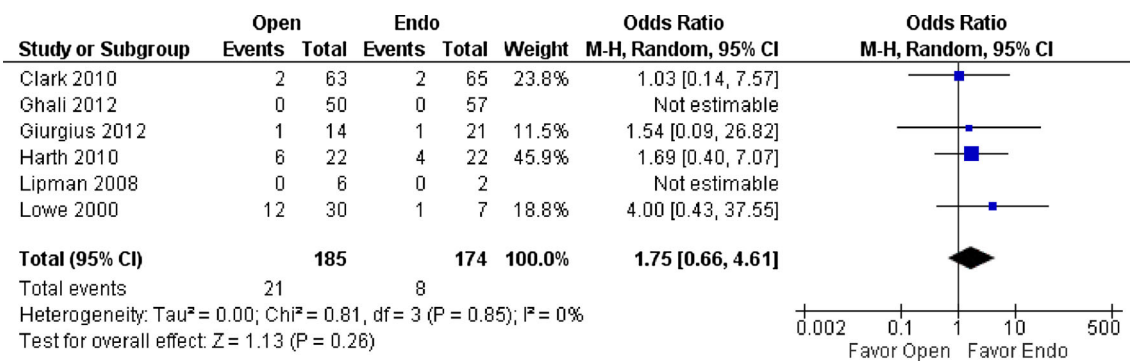 Open Endo Odds Ratio Odds Ratio
Study or Subgroup Events Total Events Total Weight M-H, Random, 95% CI M-H, Random, 95% CI
Clark 2010 2 63 2 65 23.8% 1.03 [0.14, 7.57]
Ghali 2012 0 50 0 57 Not estimable
Giurgius 2012 1 14 1 21 11.5% 1.54 [0.09, 26.82]
Harth 2010 6 22 4 22 45.9% 1.69 [0.40, 7.07]
Lipman 2008 0 6 0 2 Not estimable
Lowe 2000 12 30 1 7 18.8% 4.00 [0.43, 37.55]
Total (95% CI) 185 174 100.0% 1.75 [0.66, 4.61]
Total events 21 8
Heterogeneity: Tau² = 0.00; Chi² = 0.81, df = 3 (P = 0.85); I² = 0%
Test for overall effect: Z = 1.13 (P = 0.26)
0.002 0.1 1 10 500
Favor Open Favor Endo